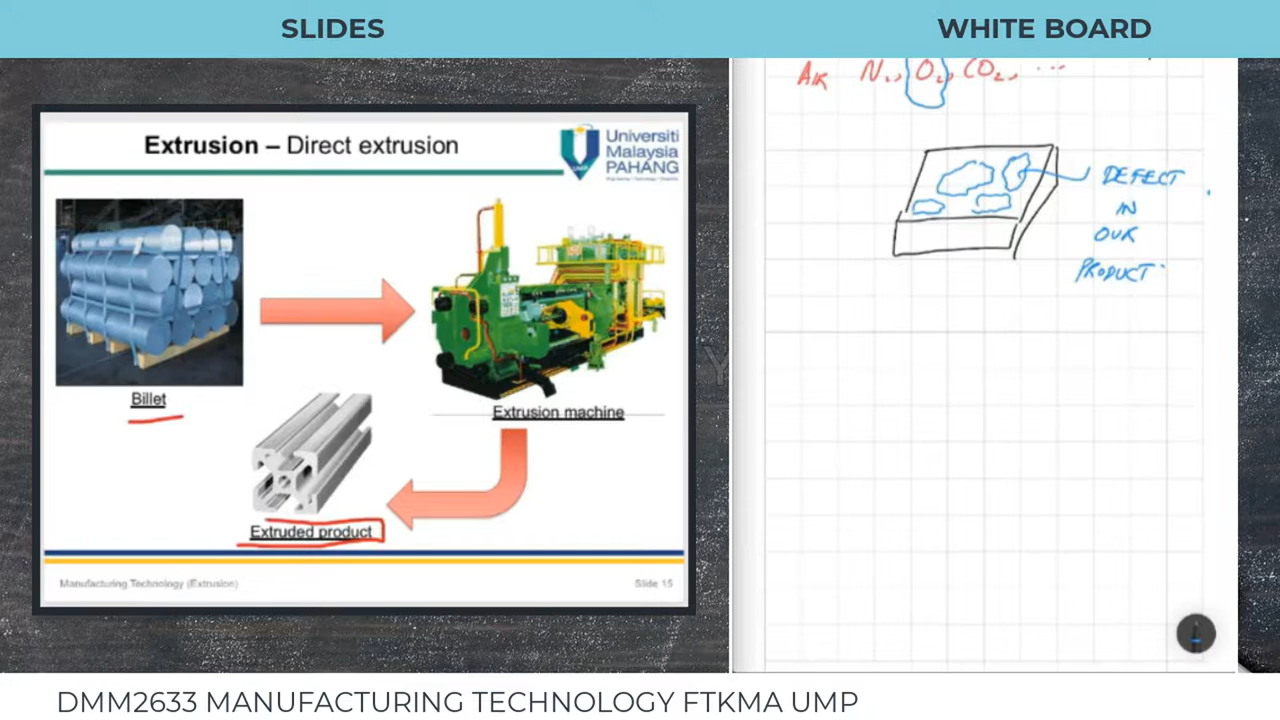 SLIDES
WHITE BOARD
Extrusion – Direct extrusion
Universiti
Malaysia
PAHANG
Billet
Extrusion machine
Extruded product
Manufacturing Technology (Extrusion)
Slide 15
AIR N₂, O₂, CO₂, ...
DEFECT
IN
OUR
PRODUCT
DMM2633 MANUFACTURING TECHNOLOGY FTKMA UMP